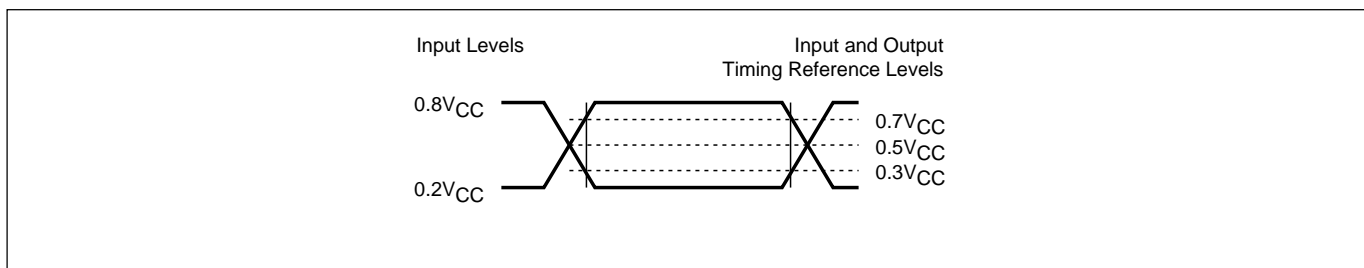 Input Levels
Input and Output
Timing Reference Levels
0.8VCC
0.7VCC
0.5VCC
0.3VCC
0.2VCC